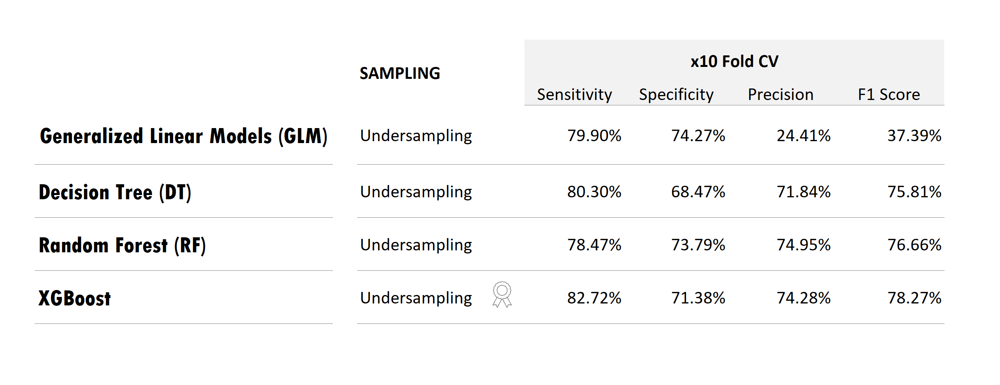 x10 Fold CV
SAMPLING
Sensitivity Specificity Precision F1 Score
Generalized Linear Models (GLM) Undersampling 79.90% 74.27% 24.41% 37.39%
Decision Tree (DT) Undersampling 80.30% 68.47% 71.84% 75.81%
Random Forest (RF) Undersampling 78.47% 73.79% 74.95% 76.66%
XGBoost Undersampling 82.72% 71.38% 74.28% 78.27%